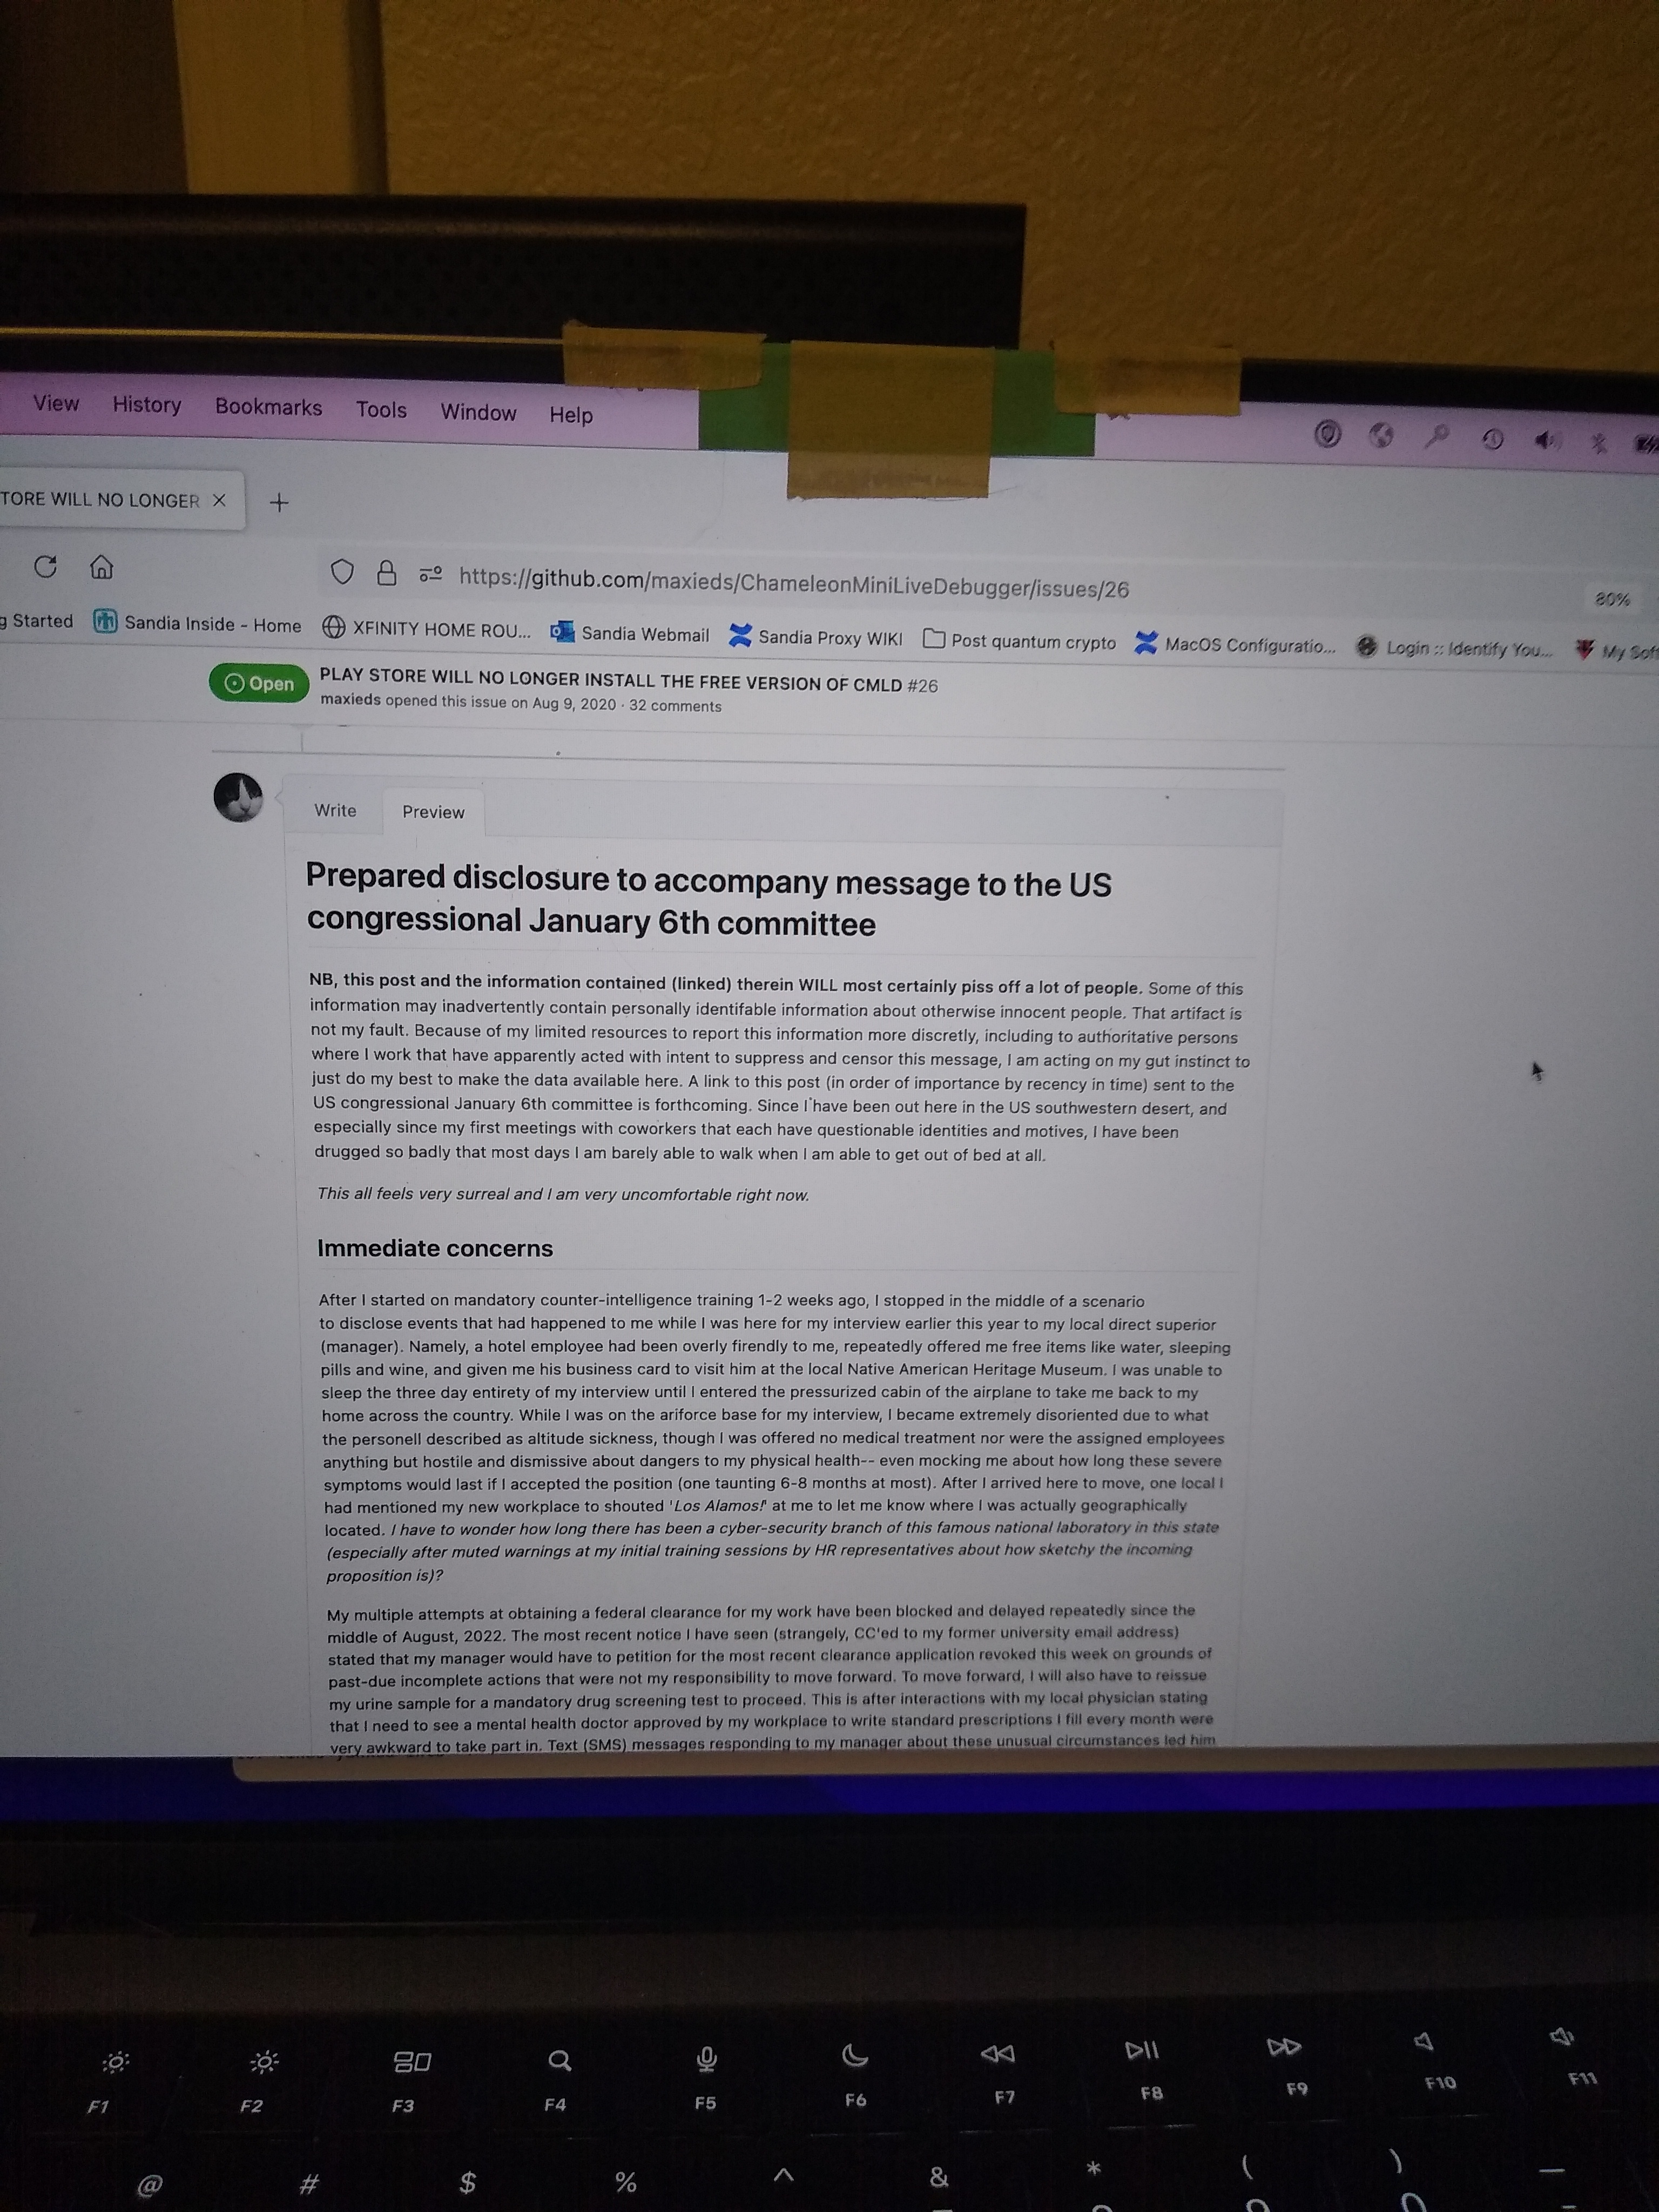 View History Bookmarks Tools Window Help
TORE WILL NO LONGER
https://github.com/maxieds/ChameleonMiniLiveDebugger/issues/26
80%
g Started Sandia Inside - Home XFINITY HOME ROU... Sandia Webmail Sandia Proxy WIKI Post quantum crypto MacOS Configuratio... Login :: Identify You... My Sof
Open PLAY STORE WILL NO LONGER INSTALL THE FREE VERSION OF CMLD #26
maxieds opened this issue on Aug 9, 2020 · 32 comments
Write Preview
Prepared disclosure to accompany message to the US
congressional January 6th committee
NB, this post and the information contained (linked) therein WILL most certainly piss off a lot of people. Some of this
information may inadvertently contain personally identifable information about otherwise innocent people. That artifact is
not my fault. Because of my limited resources to report this information more discretly, including to authoritative persons
where I work that have apparently acted with intent to suppress and censor this message, I am acting on my gut instinct to
just do my best to make the data available here. A link to this post (in order of importance by recency in time) sent to the
US congressional January 6th committee is forthcoming. Since I have been out here in the US southwestern desert, and
especially since my first meetings with coworkers that each have questionable identities and motives, I have been
drugged so badly that most days I am barely able to walk when I am able to get out of bed at all.
This all feels very surreal and I am very uncomfortable right now.
Immediate concerns
After I started on mandatory counter-intelligence training 1-2 weeks ago, I stopped in the middle of a scenario
to disclose events that had happened to me while I was here for my interview earlier this year to my local direct superior
(manager). Namely, a hotel employee had been overly firendly to me, repeatedly offered me free items like water, sleeping
pills and wine, and given me his business card to visit him at the local Native American Heritage Museum. I was unable to
sleep the three day entirety of my interview until I entered the pressurized cabin of the airplane to take me back to my
home across the country. While I was on the ariforce base for my interview, I became extremely disoriented due to what
the personell described as altitude sickness, though I was offered no medical treatment nor were the assigned employees
anything but hostile and dismissive about dangers to my physical health-- even mocking me about how long these severe
symptoms would last if I accepted the position (one taunting 6-8 months at most). After I arrived here to move, one local I
had mentioned my new workplace to shouted 'Los Alamos!' at me to let me know where I was actually geographically
located. I have to wonder how long there has been a cyber-security branch of this famous national laboratory in this state
(especially after muted warnings at my initial training sessions by HR representatives about how sketchy the incoming
proposition is)?
My multiple attempts at obtaining a federal clearance for my work have been blocked and delayed repeatedly since the
middle of August, 2022. The most recent notice I have seen (strangely, CC'ed to my former university email address)
stated that my manager would have to petition for the most recent clearance application revoked this week on grounds of
past-due incomplete actions that were not my responsibility to move forward. To move forward, I will also have to reissue
my urine sample for a mandatory drug screening test to proceed. This is after interactions with my local physician stating
that I need to see a mental health doctor approved by my workplace to write standard prescriptions I fill every month were
very awkward to take part in. Text (SMS) messages responding to my manager about these unusual circumstances led him
F1 F2 F3 F4 F5 F6 F7 F8 F9 F10 F11
@ # $ % ^ & * ( ) —